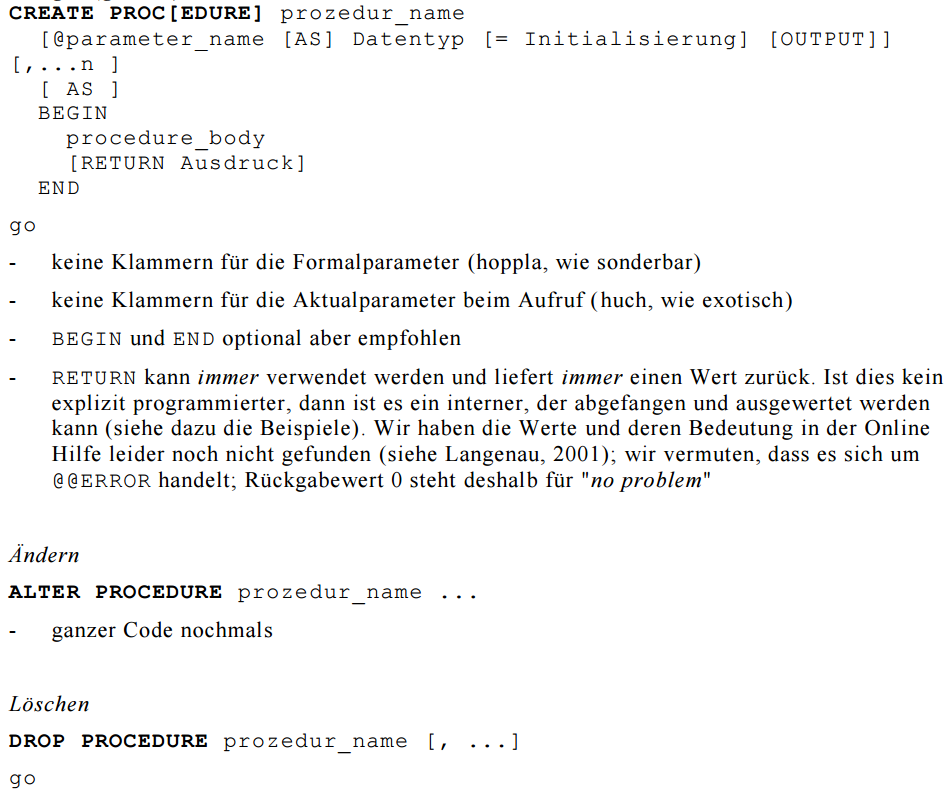 CREATE PROC[EDURE] prozedur_name
[@parameter_name [AS] Datentyp [= Initialisierung] [OUTPUT]]
[,...n ]
[ AS ]
BEGIN
procedure_body
[RETURN Ausdruck]
END
go
- keine Klammern für die Formalparameter (hoppla, wie sonderbar)
- keine Klammern für die Aktualparameter beim Aufruf (huch, wie exotisch)
- BEGIN und END optional aber empfohlen
- RETURN kann immer verwendet werden und liefert immer einen Wert zurück. Ist dies kein
explizit programmierter, dann ist es ein interner, der abgefangen und ausgewertet werden
kann (siehe dazu die Beispiele). Wir haben die Werte und deren Bedeutung in der Online
Hilfe leider noch nicht gefunden (siehe Langenau, 2001); wir vermuten, dass es sich um
@@ERROR handelt; Rückgabewert 0 steht deshalb für "no problem"
Ändern
ALTER PROCEDURE prozedur_name ...
- ganzer Code nochmals
Löschen
DROP PROCEDURE prozedur_name [, ...]
go